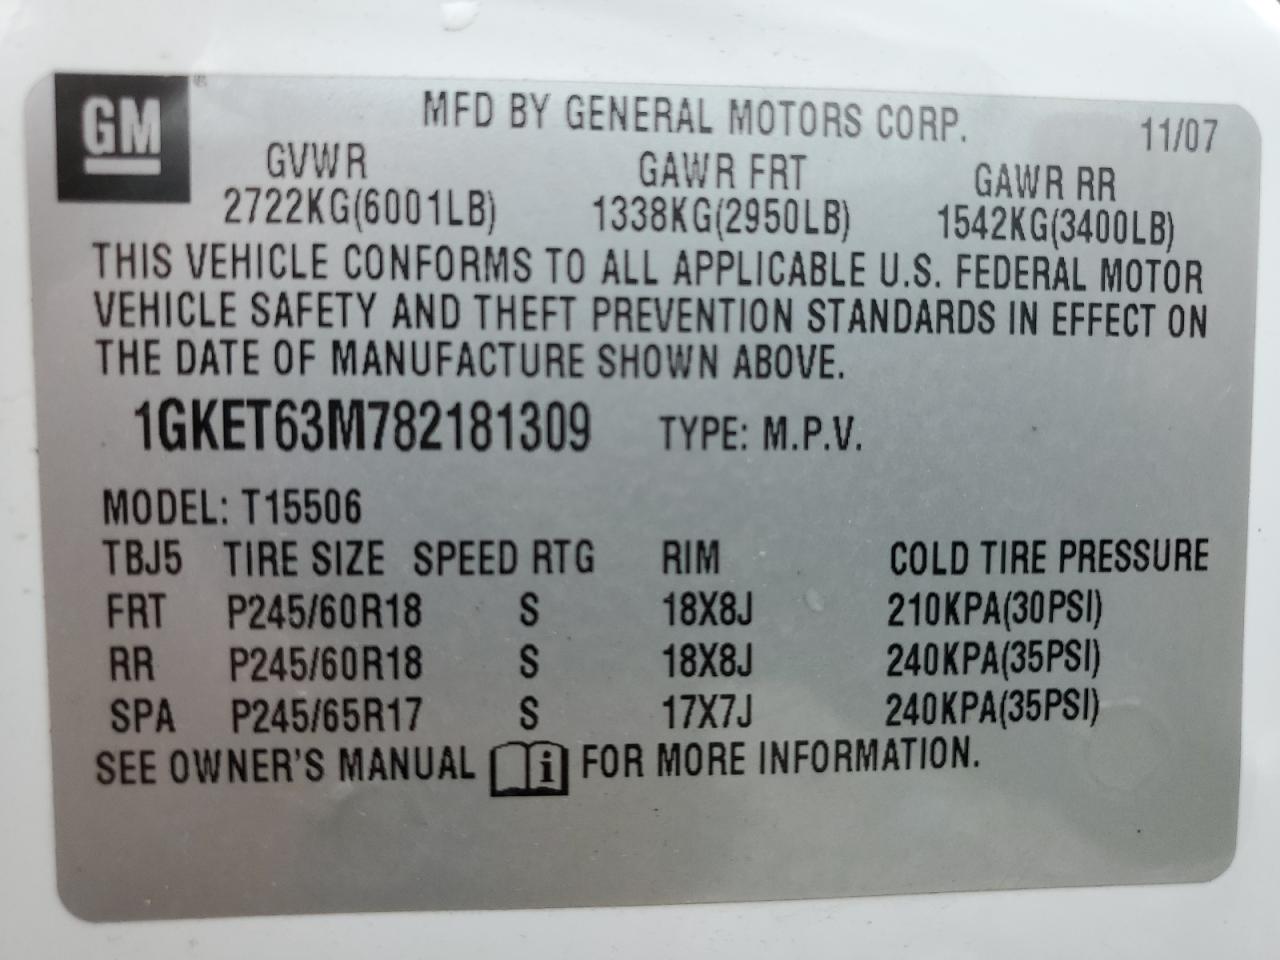 GM ®
MFD BY GENERAL MOTORS CORP. 11/07
GVWR GAWR FRT GAWR RR
2722KG(6001LB) 1338KG(2950LB) 1542KG(3400LB)
THIS VEHICLE CONFORMS TO ALL APPLICABLE U.S. FEDERAL MOTOR
VEHICLE SAFETY AND THEFT PREVENTION STANDARDS IN EFFECT ON
THE DATE OF MANUFACTURE SHOWN ABOVE.
1GKET63M782181309 TYPE: M.P.V.
MODEL: T15506
TBJ5 TIRE SIZE SPEED RTG RIM COLD TIRE PRESSURE
FRT P245/60R18 S 18X8J 210KPA(30PSI)
RR P245/60R18 S 18X8J 240KPA(35PSI)
SPA P245/65R17 S 17X7J 240KPA(35PSI)
SEE OWNER'S MANUAL i FOR MORE INFORMATION.